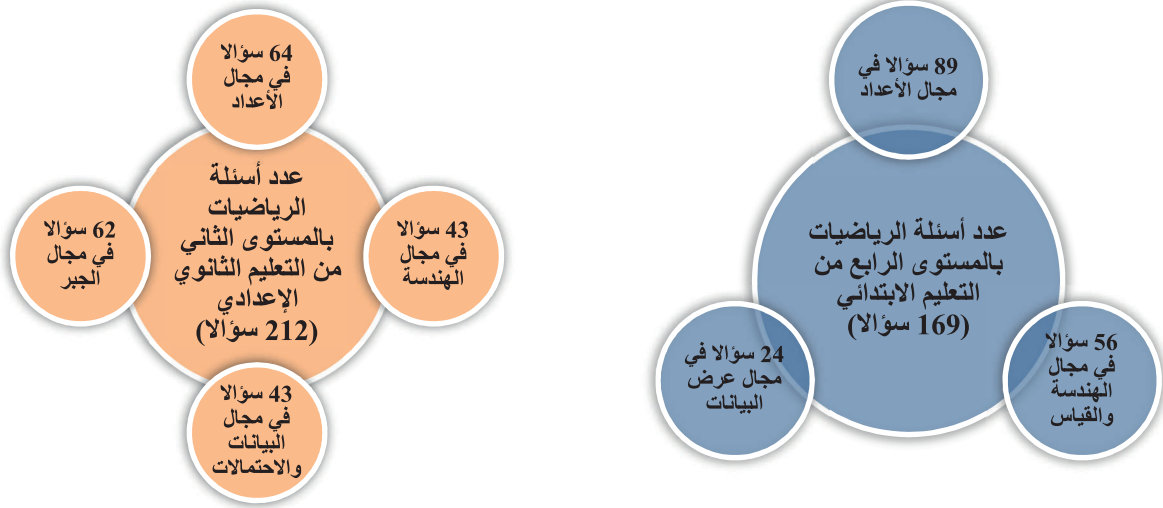 89 سؤالا في
مجال الأعداد
عدد أسئلة الرياضيات
بالمستوى الرابع من
التعليم الابتدائي
(169 سؤالا)
56 سؤالا
في مجال
الهندسة
والقياس
24 سؤالا في
مجال عرض
البيانات
64 سؤالا
في مجال
الأعداد
عدد أسئلة
الرياضيات
بالمستوى الثاني
من التعليم الثانوي
الإعدادي
(212 سؤالا)
43 سؤالا
في مجال
الهندسة
62 سؤالا
في مجال
الجبر
43 سؤالا
في مجال
البيانات
والاحتمالات